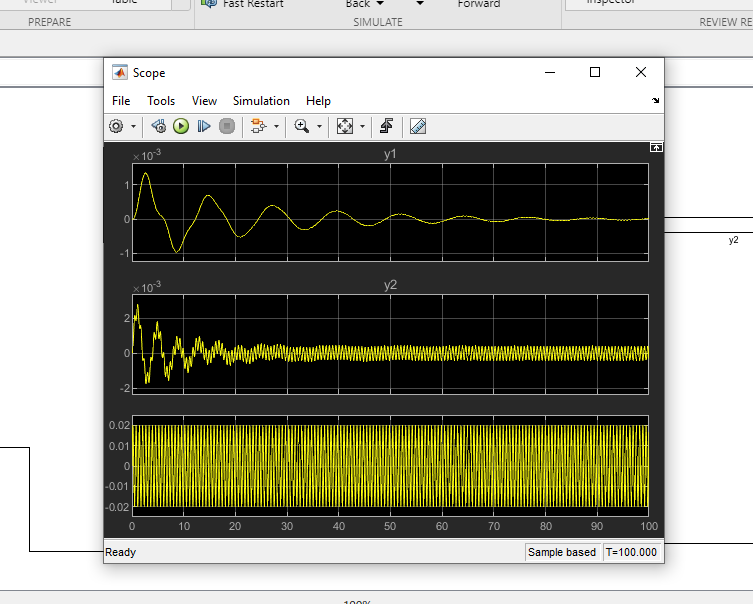 Viewer Table Fast Restart Back Forward Inspector
PREPARE SIMULATE REVIEW RE
Scope
File Tools View Simulation Help
×10⁻³ y1
1
0
-1
×10⁻³ y2
2
0
-2
0.02
0.01
0
-0.01
-0.02
0 10 20 30 40 50 60 70 80 90 100
Ready Sample based T=100.000
y2
100%